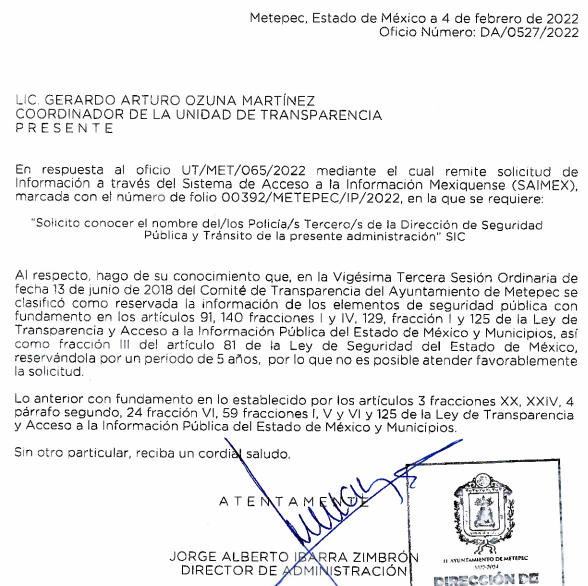 Metepec, Estado de México a 4 de febrero de 2022
Oficio Número: DA/0527/2022
LIC. GERARDO ARTURO OZUNA MARTÍNEZ
COORDINADOR DE LA UNIDAD DE TRANSPARENCIA
P R E S E N T E
En respuesta al oficio UT/MET/065/2022 mediante el cual remite solicitud de
Información a través del Sistema de Acceso a la Información Mexiquense (SAIMEX),
marcada con el número de folio 00392/METEPEC/IP/2022, en la que se requiere:
"Solicito conocer el nombre del/los Policía/s Tercero/s de la Dirección de Seguridad
Pública y Tránsito de la presente administración" SIC
Al respecto, hago de su conocimiento que, en la Vigésima Tercera Sesión Ordinaria de
fecha 13 de junio de 2018 del Comité de Transparencia del Ayuntamiento de Metepec se
clasificó como reservada la información de los elementos de seguridad pública con
fundamento en los artículos 91, 140 fracciones I y IV, 129, fracción I y 125 de la Ley de
Transparencia y Acceso a la Información Pública del Estado de México y Municipios, así
como fracción III del artículo 81 de la Ley de Seguridad del Estado de México,
reservándola por un periodo de 5 años, por lo que no es posible atender favorablemente
la solicitud.
Lo anterior con fundamento en lo establecido por los artículos 3 fracciones XX, XXIV, 4
párrafo segundo, 24 fracción VI, 59 fracciones I, V y VI y 125 de la Ley de Transparencia
y Acceso a la Información Pública del Estado de México y Municipios.
Sin otro particular, reciba un cordial saludo.
A T E N T A M E N T E
JORGE ALBERTO IBARRA ZIMBRÓN
DIRECTOR DE ADMINISTRACIÓN
H. AYUNTAMIENTO DE METEPEC
2022-2024
DIRECCIÓN DE